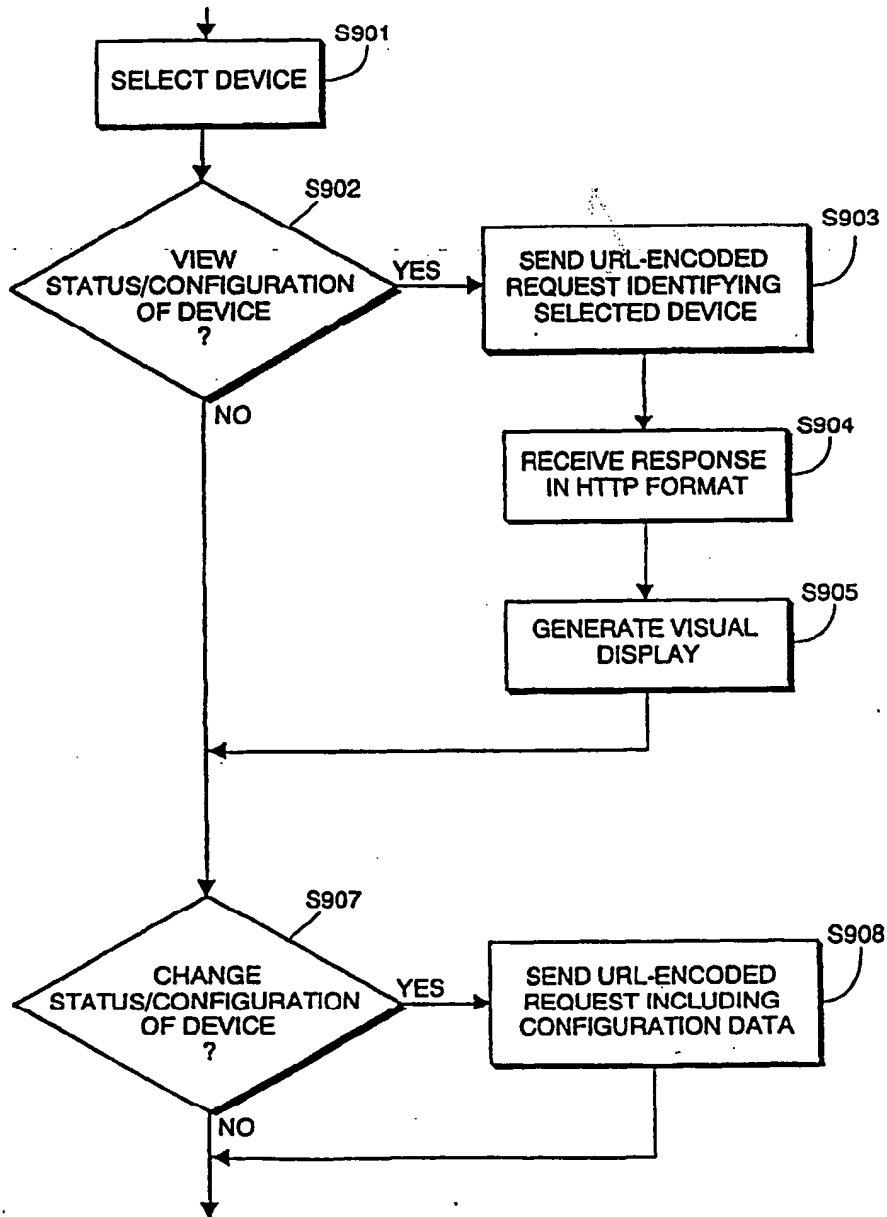 S901
SELECT DEVICE
S902
VIEW
STATUS/CONFIGURATION
OF DEVICE
?
YES
NO
S903
SEND URL-ENCODED
REQUEST IDENTIFYING
SELECTED DEVICE
S904
RECEIVE RESPONSE
IN HTTP FORMAT
S905
GENERATE VISUAL
DISPLAY
S907
CHANGE
STATUS/CONFIGURATION
OF DEVICE
?
YES
NO
S908
SEND URL-ENCODED
REQUEST INCLUDING
CONFIGURATION DATA